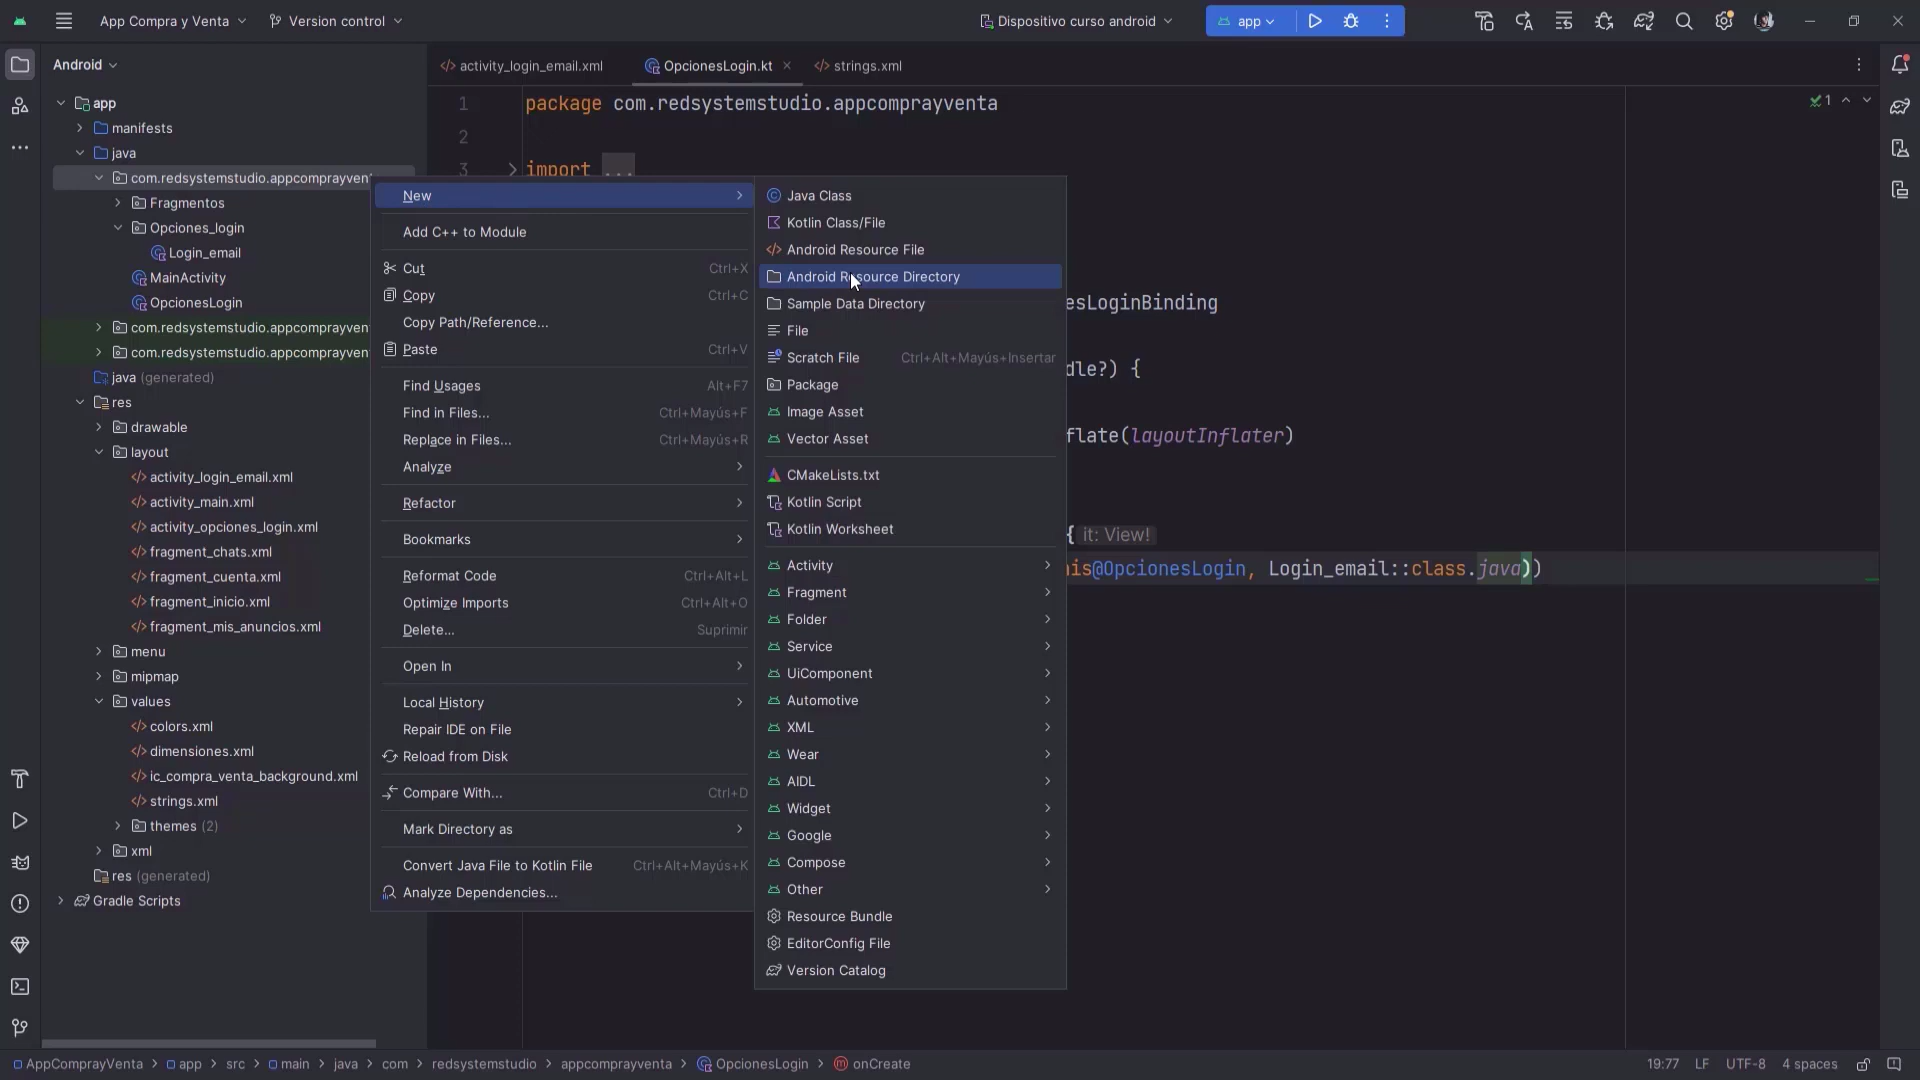 App Compra y Venta
Version control
Dispositivo curso android
app
Android
activity_login_email.xml
OpcionesLogin.kt
strings.xml
app
manifests
java
com.redsystemstudio.appcomprayven
Fragmentos
Opciones_login
Login_email
MainActivity
OpcionesLogin
com.redsystemstudio.appcomprayven
com.redsystemstudio.appcomprayven
java (generated)
res
drawable
layout
activity_login_email.xml
activity_main.xml
activity_opciones_login.xml
fragment_chats.xml
fragment_cuenta.xml
fragment_inicio.xml
fragment_mis_anuncios.xml
menu
mipmap
values
colors.xml
dimensiones.xml
ic_compra_venta_background.xml
strings.xml
themes (2)
xml
res (generated)
Gradle Scripts
1 package com.redsystemstudio.appcomprayventa
2
3 import ...
1
esLoginBinding
dle?) {
flate(layoutInflater)
{ it: View!
his@OpcionesLogin, Login_email::class.java))
New
Add C++ to Module
Cut Ctrl+X
Copy Ctrl+C
Copy Path/Reference...
Paste Ctrl+V
Find Usages Alt+F7
Find in Files... Ctrl+Mayús+F
Replace in Files... Ctrl+Mayús+R
Analyze
Refactor
Bookmarks
Reformat Code Ctrl+Alt+L
Optimize Imports Ctrl+Alt+O
Delete... Suprimir
Open In
Local History
Repair IDE on File
Reload from Disk
Compare With... Ctrl+D
Mark Directory as
Convert Java File to Kotlin File Ctrl+Alt+Mayús+K
Analyze Dependencies...
Java Class
Kotlin Class/File
Android Resource File
Android Resource Directory
Sample Data Directory
File
Scratch File Ctrl+Alt+Mayús+Insertar
Package
Image Asset
Vector Asset
CMakeLists.txt
Kotlin Script
Kotlin Worksheet
Activity
Fragment
Folder
Service
UiComponent
Automotive
XML
Wear
AIDL
Widget
Google
Compose
Other
Resource Bundle
EditorConfig File
Version Catalog
AppComprayVenta > app > src > main > java > com > redsystemstudio > appcomprayventa > OpcionesLogin > onCreate
19:77 LF UTF-8 4 spaces